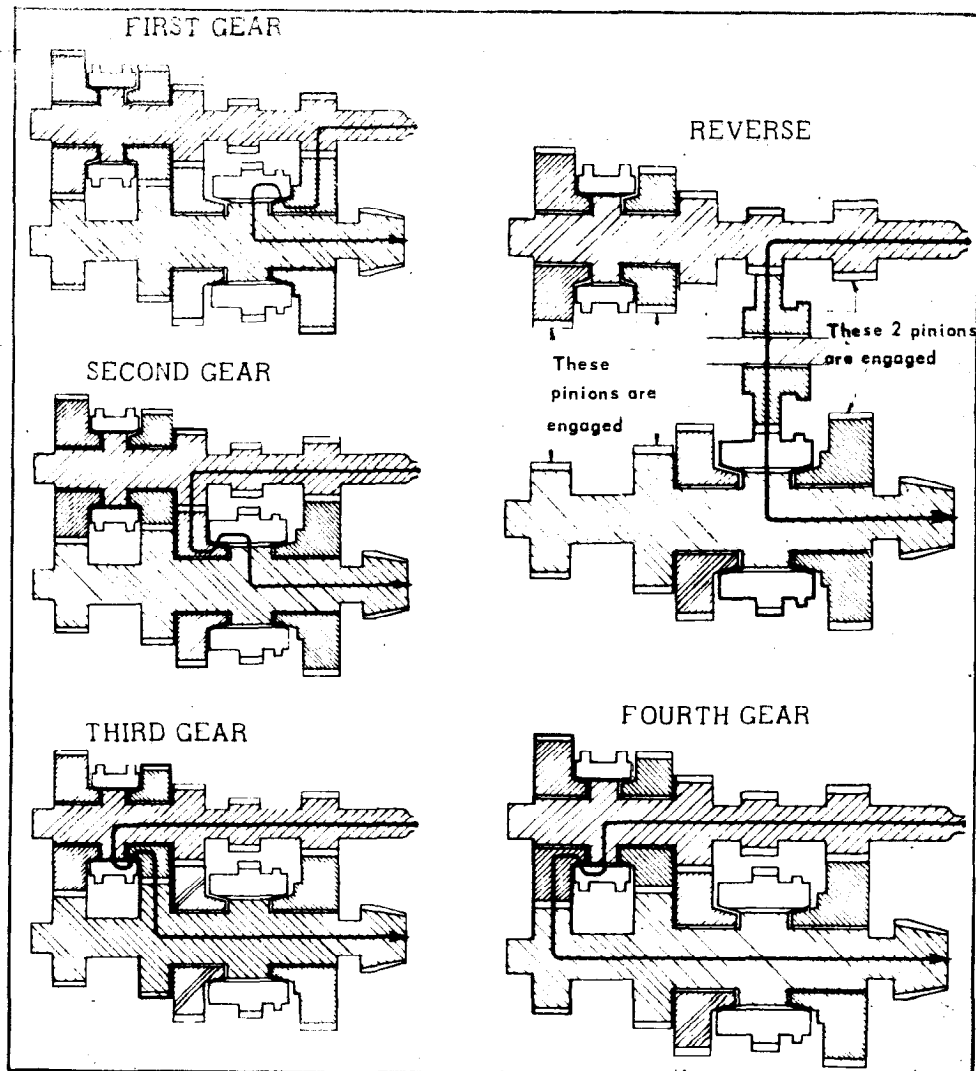 FIRST GEAR
REVERSE
These
pinions are
engaged
These 2 pinions
are engaged
SECOND GEAR
THIRD GEAR
FOURTH GEAR